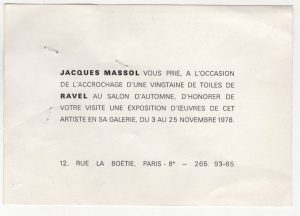 JACQUES MASSOL VOUS PRIE, A L'OCCASION
DE L'ACCROCHAGE D'UNE VINGTAINE DE TOILES DE
RAVEL AU SALON D'AUTOMNE, D'HONORER DE
VOTRE VISITE UNE EXPOSITION D'ŒUVRES DE CET
ARTISTE EN SA GALERIE, DU 3 AU 25 NOVEMBRE 1978.
12, RUE LA BOÉTIE, PARIS - 8e — 265. 93-65